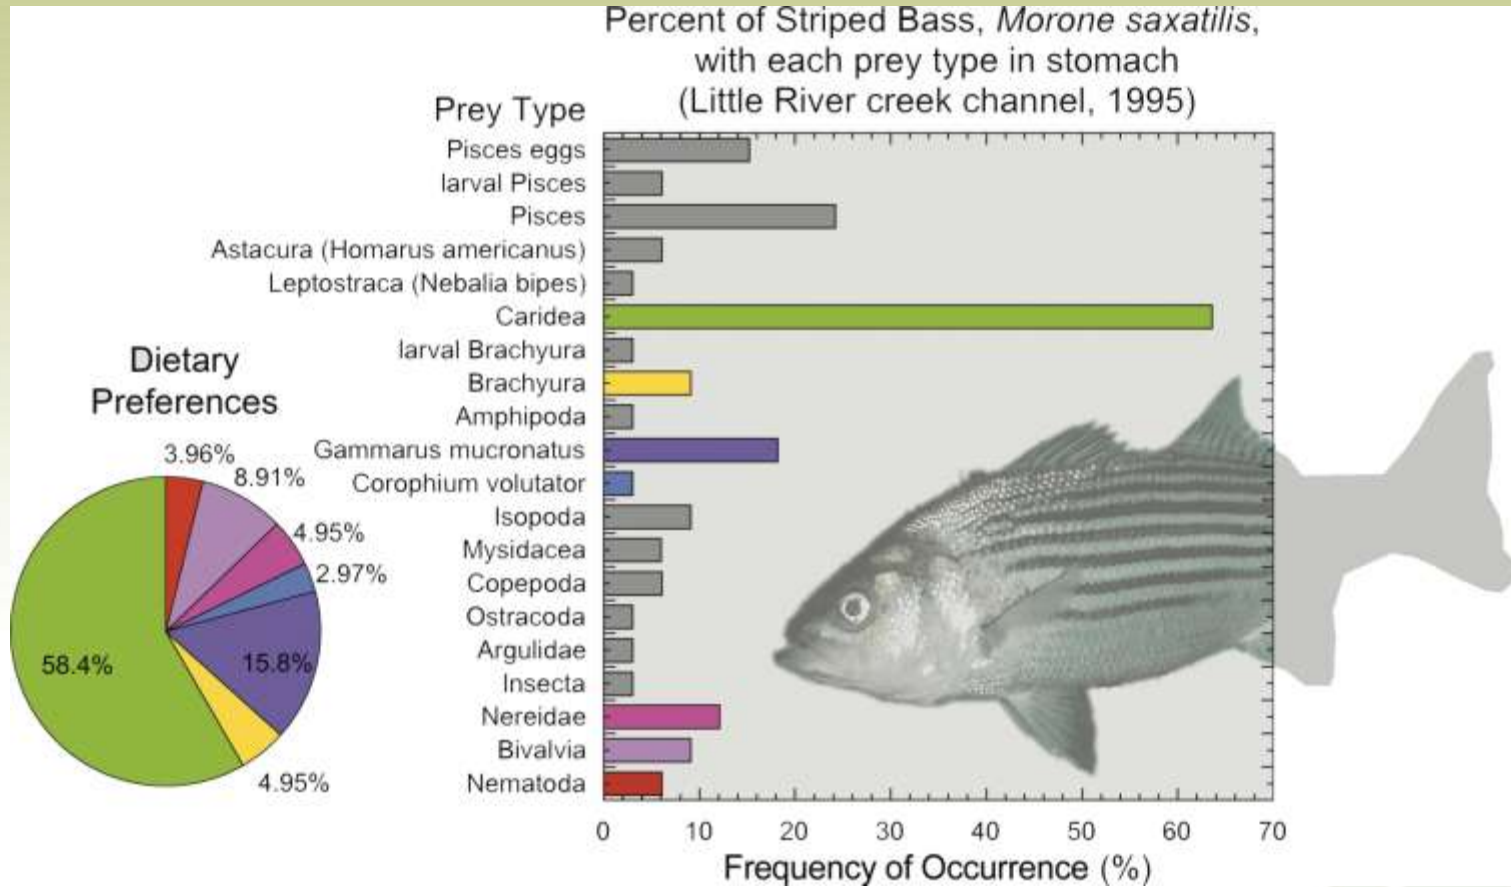 Percent of Striped Bass, Morone saxatilis,
with each prey type in stomach
(Little River creek channel, 1995)
Prey Type
Pisces eggs
larval Pisces
Pisces
Astacura (Homarus americanus)
Leptostraca (Nebalia bipes)
Caridea
larval Brachyura
Brachyura
Amphipoda
Gammarus mucronatus
Corophium volutator
Isopoda
Mysidacea
Copepoda
Ostracoda
Argulidae
Insecta
Nereidae
Bivalvia
Nematoda
0 10 20 30 40 50 60 70
Frequency of Occurrence (%)
Dietary
Preferences
3.96%
8.91%
4.95%
2.97%
15.8%
4.95%
58.4%